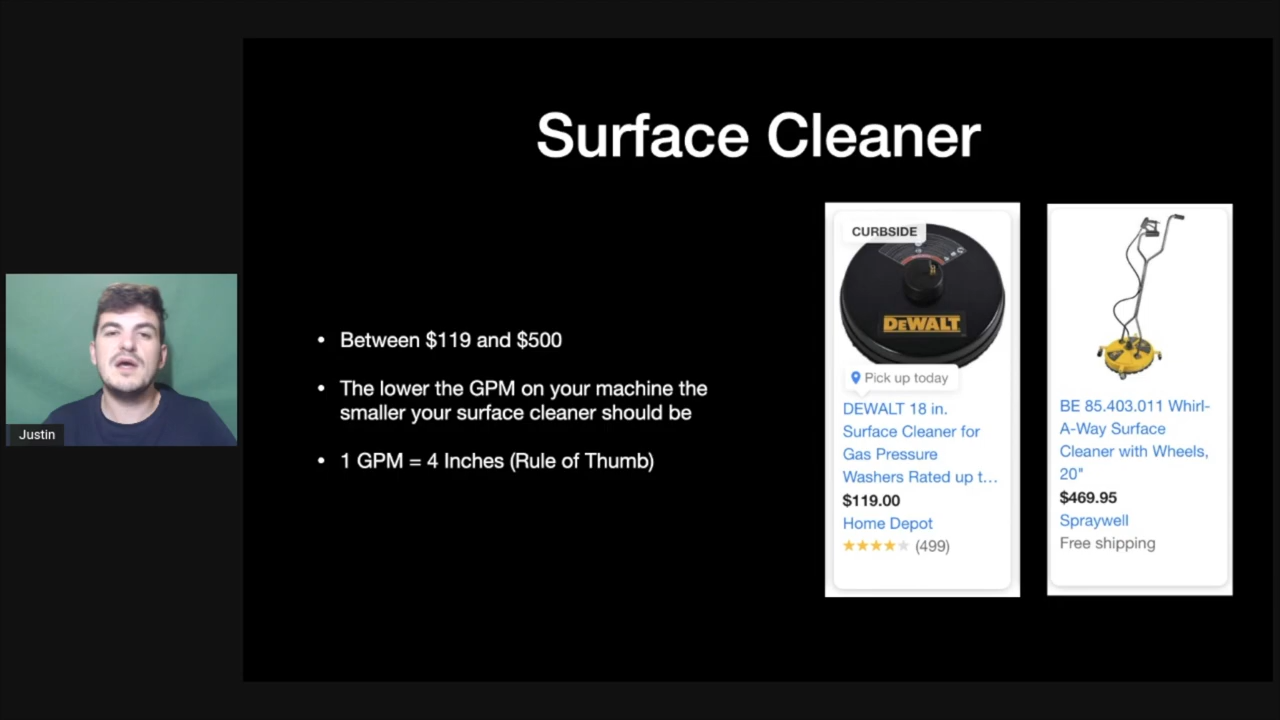 Surface Cleaner
Justin
• Between $119 and $500
• The lower the GPM on your machine the
smaller your surface cleaner should be
• 1 GPM = 4 Inches (Rule of Thumb)
CURBSIDE
DEWALT
Pick up today
DEWALT 18 in.
Surface Cleaner for
Gas Pressure
Washers Rated up t...
$119.00
Home Depot
★★★★★ (499)
BE 85.403.011 Whirl-
A-Way Surface
Cleaner with Wheels,
20"
$469.95
Spraywell
Free shipping